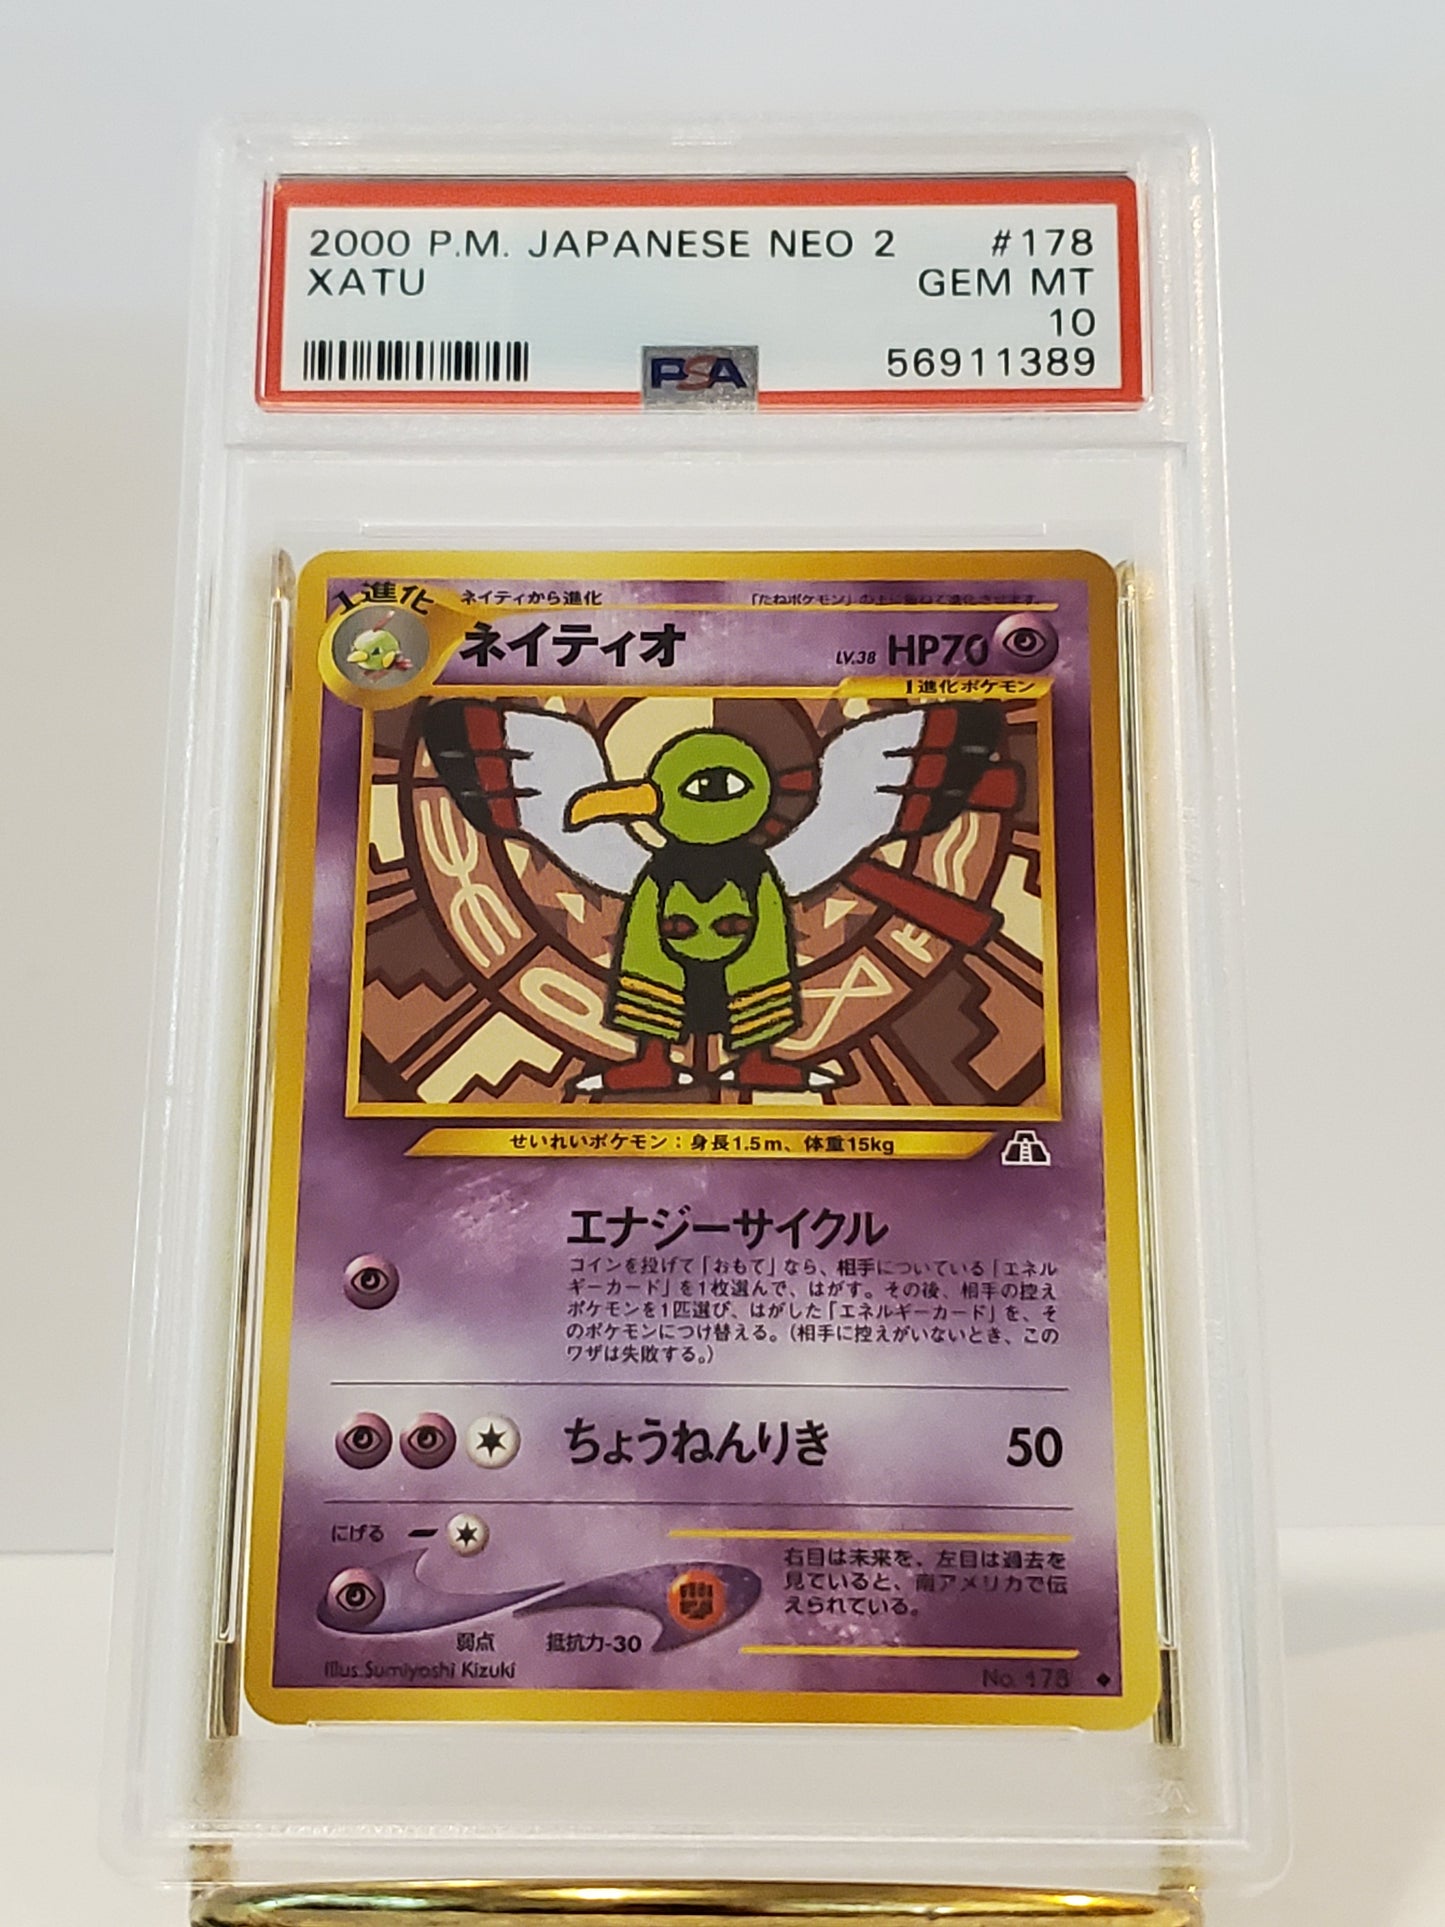 2000 P.M. JAPANESE NEO 2 #178
XATU GEM MT
10
PSA 56911389
1進化 ネイティから進化 「たねポケモン」の上に重ねて進化させます。
ネイティオ LV.38 HP70
1進化ポケモン
せいれいポケモン：身長1.5m、体重15kg
エナジーサイクル
コインを投げて「おもて」なら、相手についている「エネル
ギーカード」を1枚選んで、はがす。その後、相手の控え
ポケモンを1匹選び、はがした「エネルギーカード」を、そ
のポケモンにつけ替える。（相手に控えがいないとき、この
ワザは失敗する。）
ちょうねんりき 50
にげる
右目は未来を、左目は過去を
見ていると、南アメリカで伝
えられている。
弱点 抵抗力-30
Illus.Sumiyoshi Kizuki No. 178